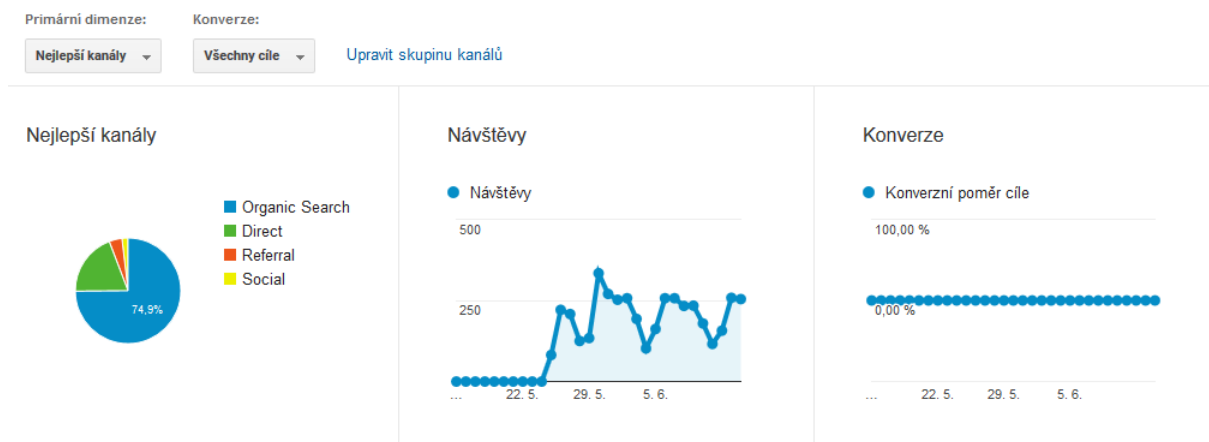 Primární dimenze: Konverze:
Nejlepší kanály Všechny cíle Upravit skupinu kanálů
Nejlepší kanály
Organic Search
Direct
Referral
Social
74,9%
Návštěvy
Návštěvy
500
250
... 22. 5. 29. 5. 5. 6.
Konverze
Konverzní poměr cíle
100,00 %
0,00 %
... 22. 5. 29. 5. 5. 6.